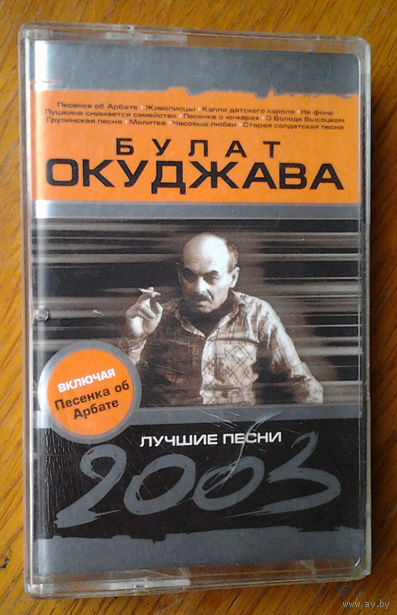 Песенка об Арбате • Живописцы • Капли датского короля • На фоне
Пушкина снимается семейство • Песенка о юнкерах • О Володе Высоцком
Грузинская песня • Молитва • Часовые любви • Старая солдатская песня
БУЛАТ
ОКУДЖАВА
ВКЛЮЧАЯ
Песенка об
Арбате
ЛУЧШИЕ ПЕСНИ
2003
www.ay.by